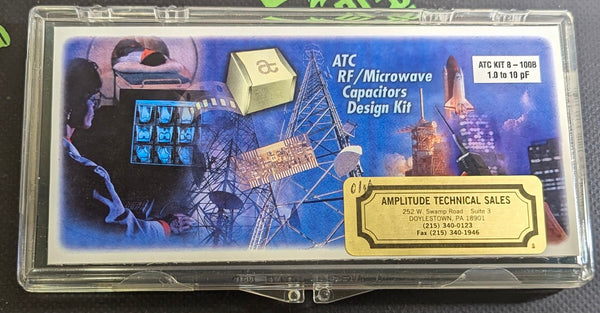 ATC
RF/Microwave
Capacitors
Design Kit
ATC KIT 8 – 100B
1.0 to 10 pF
AMPLITUDE TECHNICAL SALES
252 W. Swamp Road Suite 3
DOYLESTOWN, PA 18901
(215) 340-0123
Fax (215) 340-1946